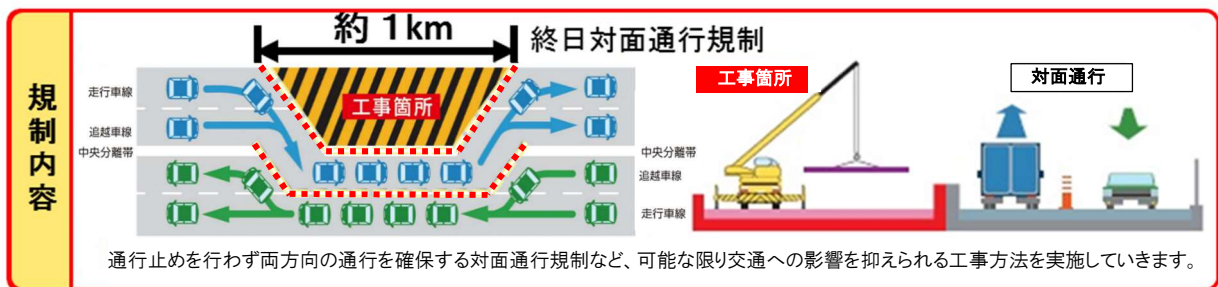 規制内容
約 1km
終日対面通行規制
工事箇所
走行車線
追越車線
中央分離帯
中央分離帯
追越車線
走行車線
工事箇所
対面通行
通行止めを行わず両方向の通行を確保する対面通行規制など、可能な限り交通への影響を抑えられる工事方法を実施していきます。